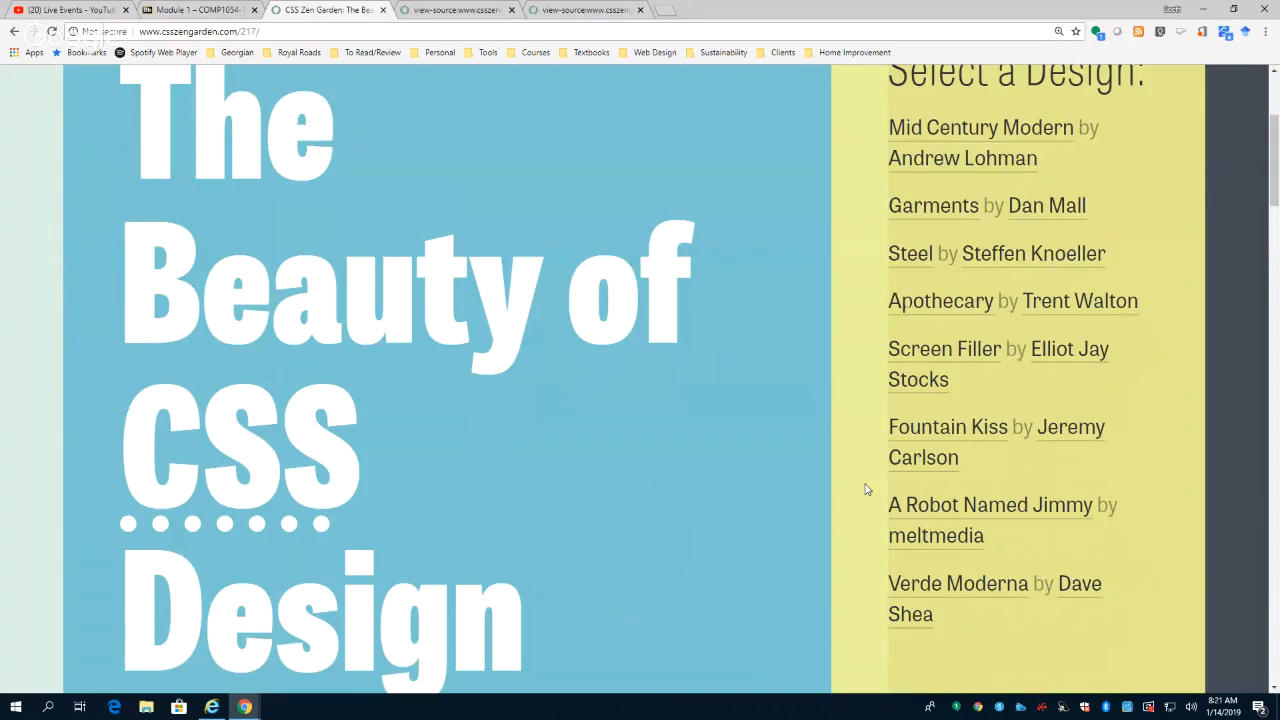 (20) Live Events - YouT
Module 1 – COMP1054-1
CSS Zen Garden: The Bea
view-source:www.csszen
view-source:www.csszen
Not secure
www.csszengarden.com/217/
Apps
Bookmarks
Spotify Web Player
Georgian
Royal Roads
To Read/Review
Personal
Tools
Courses
Textbooks
Web Design
Sustainability
Clients
Home Improvement
The
Beauty of
CSS
Design
Select a Design:
Mid Century Modern by
Andrew Lohman
Garments by Dan Mall
Steel by Steffen Knoeller
Apothecary by Trent Walton
Screen Filler by Elliot Jay
Stocks
Fountain Kiss by Jeremy
Carlson
A Robot Named Jimmy by
meltmedia
Verde Moderna by Dave
Shea
8:21 AM
1/14/2019